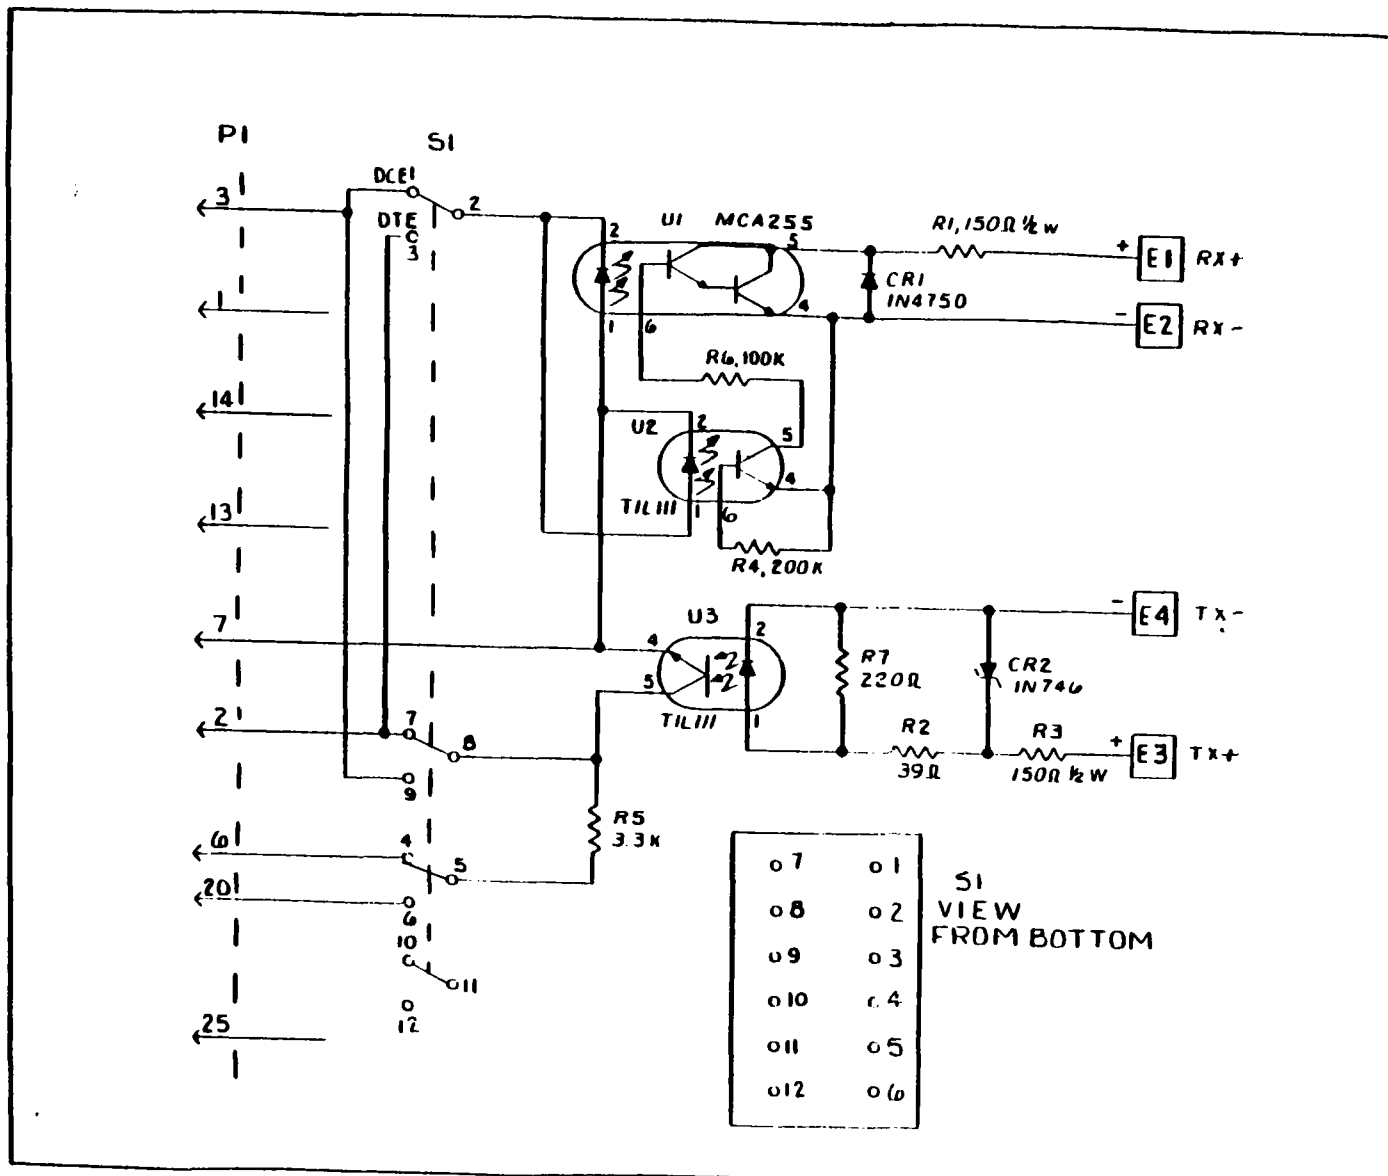 P1
S1
3
DCE 1
2
DTE
3
U1 MCA255
2
5
R1, 150Ω ½ W
+
E1
RX+
CR1
1N4750
1
1
6
4
-
E2
RX-
R6, 100K
14
U2
2
5
4
13
TIL111
1
6
R4, 200K
7
U3
4
2
-
E4
TX-
5
R7
220Ω
CR2
1N746
TIL111
1
2
7
8
R2
39Ω
R3
150Ω ½ W
+
E3
TX+
9
R5
3.3K
6
4
5
20
6
10
11
12
25
7
1
8
2
9
3
10
4
11
5
12
6
S1
VIEW
FROM BOTTOM